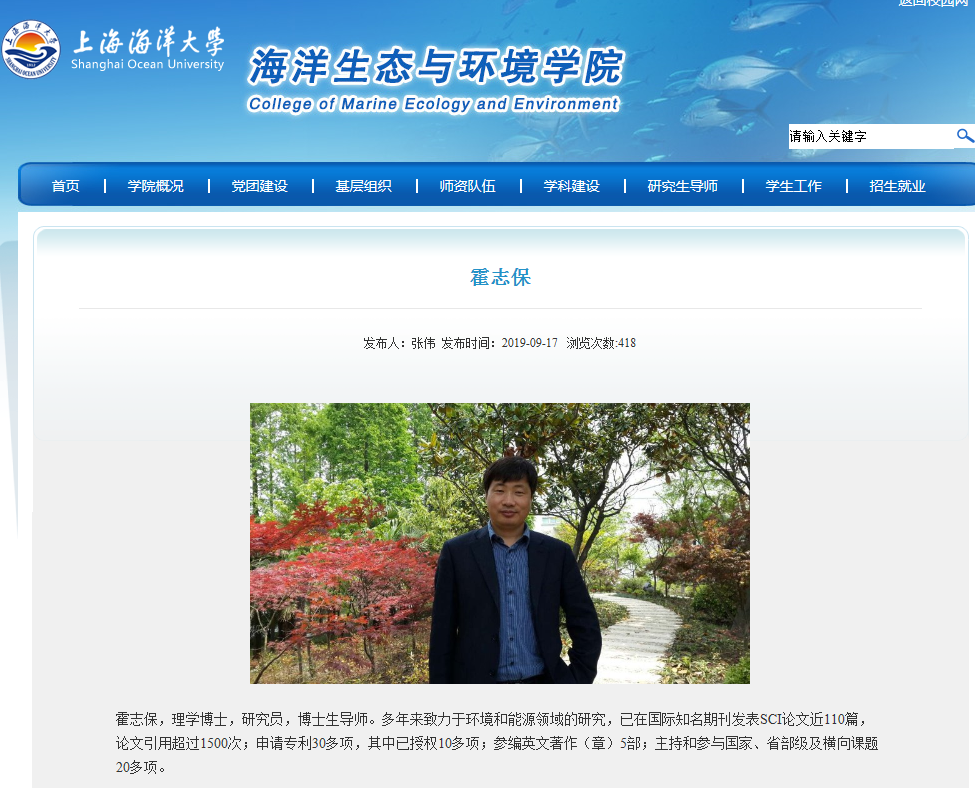 返回校园网
上海海洋大学
Shanghai Ocean University
海洋生态与环境学院
College of Marine Ecology and Environment
请输入关键字
首页 学院概况 党团建设 基层组织 师资队伍 学科建设 研究生导师 学生工作 招生就业
霍志保
发布人：张伟 发布时间：2019-09-17 浏览次数:418
霍志保，理学博士，研究员，博士生导师。多年来致力于环境和能源领域的研究，已在国际知名期刊发表SCI论文近110篇，
论文引用超过1500次；申请专利30多项，其中已授权10多项；参编英文著作（章）5部；主持和参与国家、省部级及横向课题
20多项。